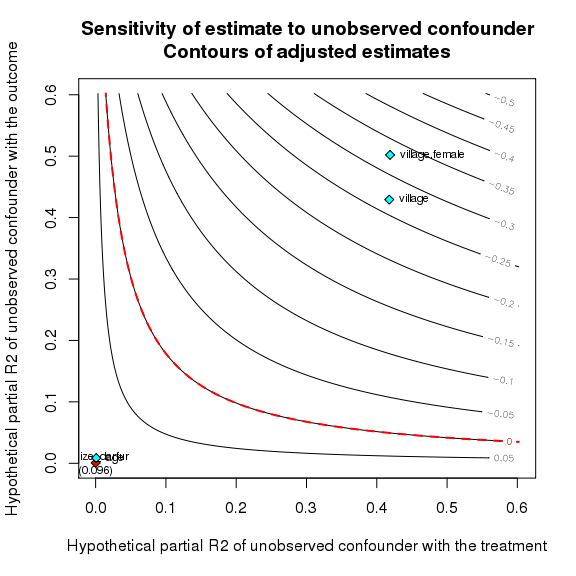 Sensitivity of estimate to unobserved confounder
Contours of adjusted estimates
Hypothetical partial R2 of unobserved confounder with the outcome
0.6
0.5
0.4
0.3
0.2
0.1
0.0
-0.5
-0.45
-0.4
-0.35
-0.3
-0.25
-0.2
-0.15
-0.1
-0.05
0
0.05
village.female
village
age
(0.096)
0.0 0.1 0.2 0.3 0.4 0.5 0.6
Hypothetical partial R2 of unobserved confounder with the treatment